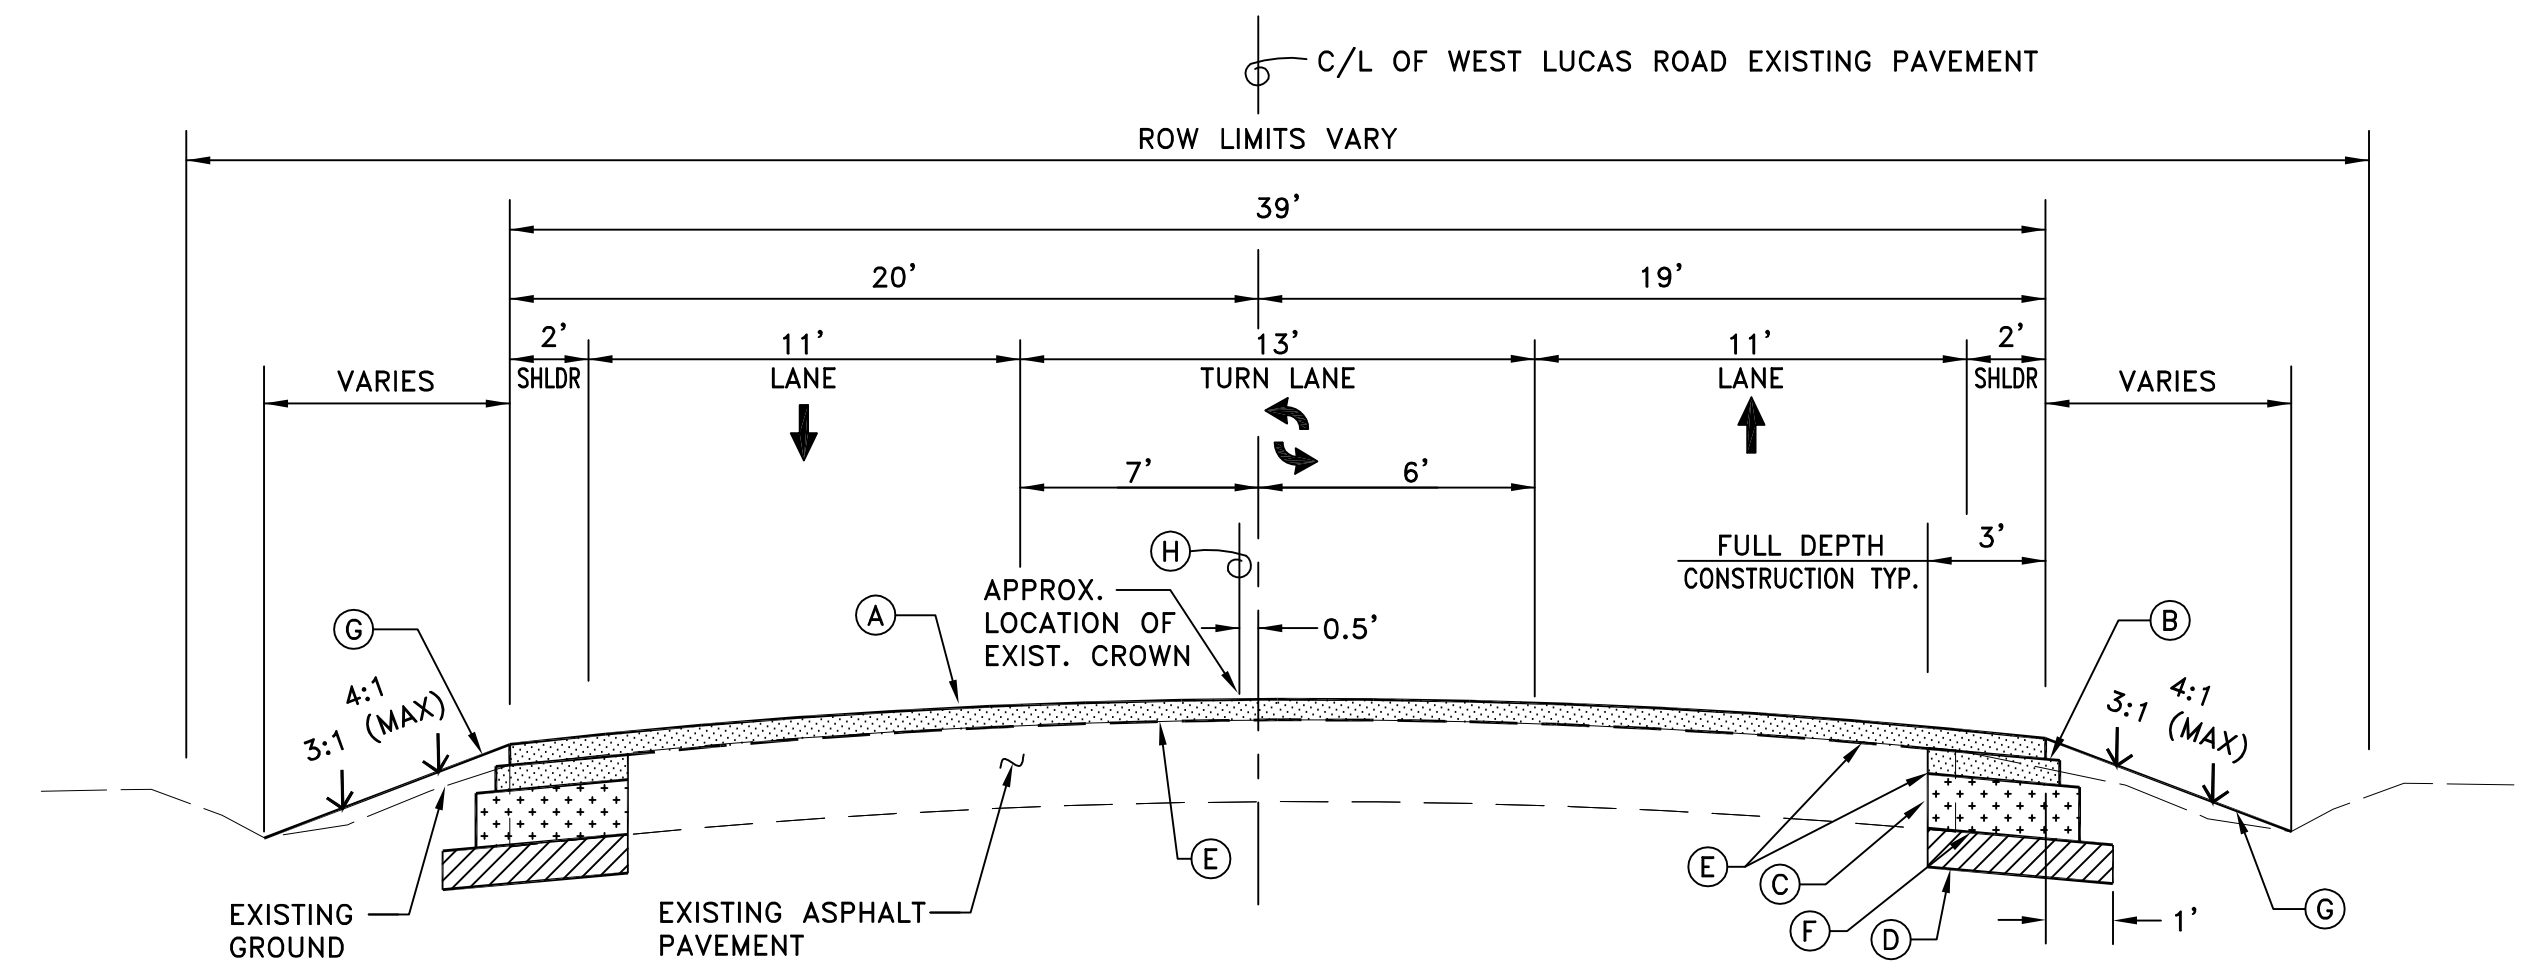 C/L OF WEST LUCAS ROAD EXISTING PAVEMENT
ROW LIMITS VARY
39'
20'
19'
2'
11'
13'
11'
2'
VARIES
SHLDR
LANE
TURN LANE
LANE
SHLDR
VARIES
7'
6'
H
FULL DEPTH
CONSTRUCTION TYP.
3'
APPROX.
LOCATION OF
EXIST. CROWN
0.5'
A
G
B
4:1
(MAX)
3:1
3:1
4:1
(MAX)
E
E
C
F
D
G
1'
EXISTING
GROUND
EXISTING ASPHALT
PAVEMENT